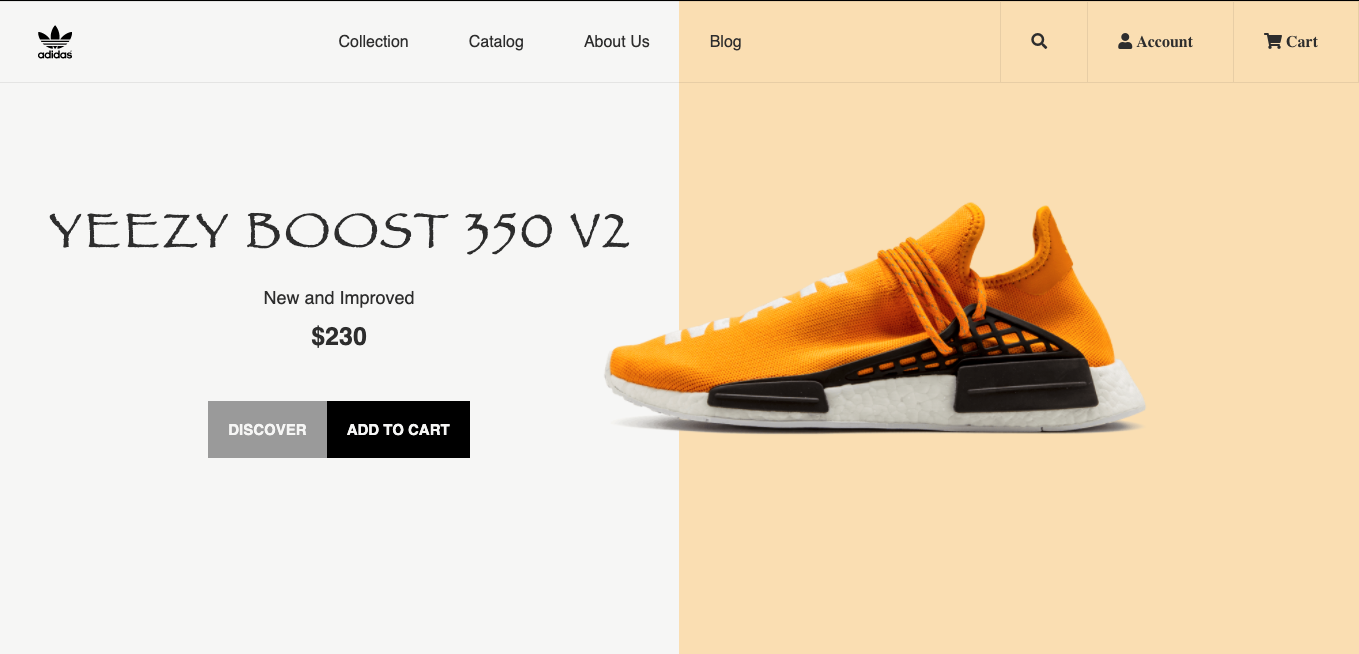 adidas
Collection
Catalog
About Us
Blog
Account
Cart
YEEZY BOOST 350 V2
New and Improved
$230
DISCOVER
ADD TO CART